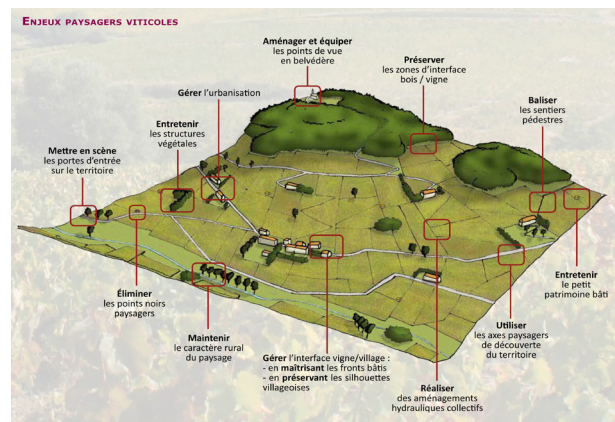 ENJEUX PAYSAGERS VITICOLES
Aménager et équiper
les points de vue
en belvédère
Préserver
les zones d'interface
bois / vigne
Gérer l'urbanisation
Baliser
les sentiers
pédestres
Entretenir
les structures
végétales
Mettre en scène
les portes d'entrée
sur le territoire
Éliminer
les points noirs
paysagers
Maintenir
le caractère rural
du paysage
Gérer l'interface vigne/village :
- en maîtrisant les fronts bâtis
- en préservant les silhouettes
villageoises
Réaliser
des aménagements
hydrauliques collectifs
Utiliser
les axes paysagers
de découverte
du territoire
Entretenir
le petit
patrimoine bâti